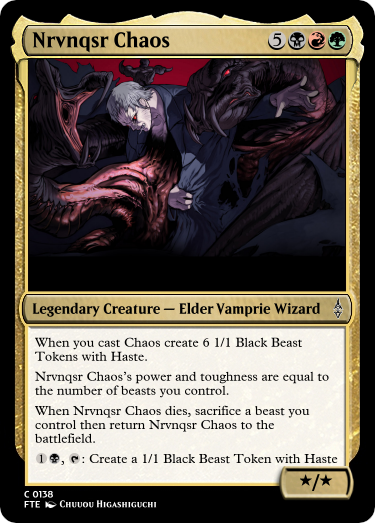 Nrvnqsr Chaos 5
Legendary Creature — Elder Vamprie Wizard
When you cast Chaos create 6 1/1 Black Beast
Tokens with Haste.
Nrvnqsr Chaos's power and toughness are equal to
the number of beasts you control.
When Nrvnqsr Chaos dies, sacrifice a beast you
control then return Nrvnqsr Chaos to the
battlefield.
1, : Create a 1/1 Black Beast Token with Haste
★/★
C 0138
FTE Chuuou Higashiguchi